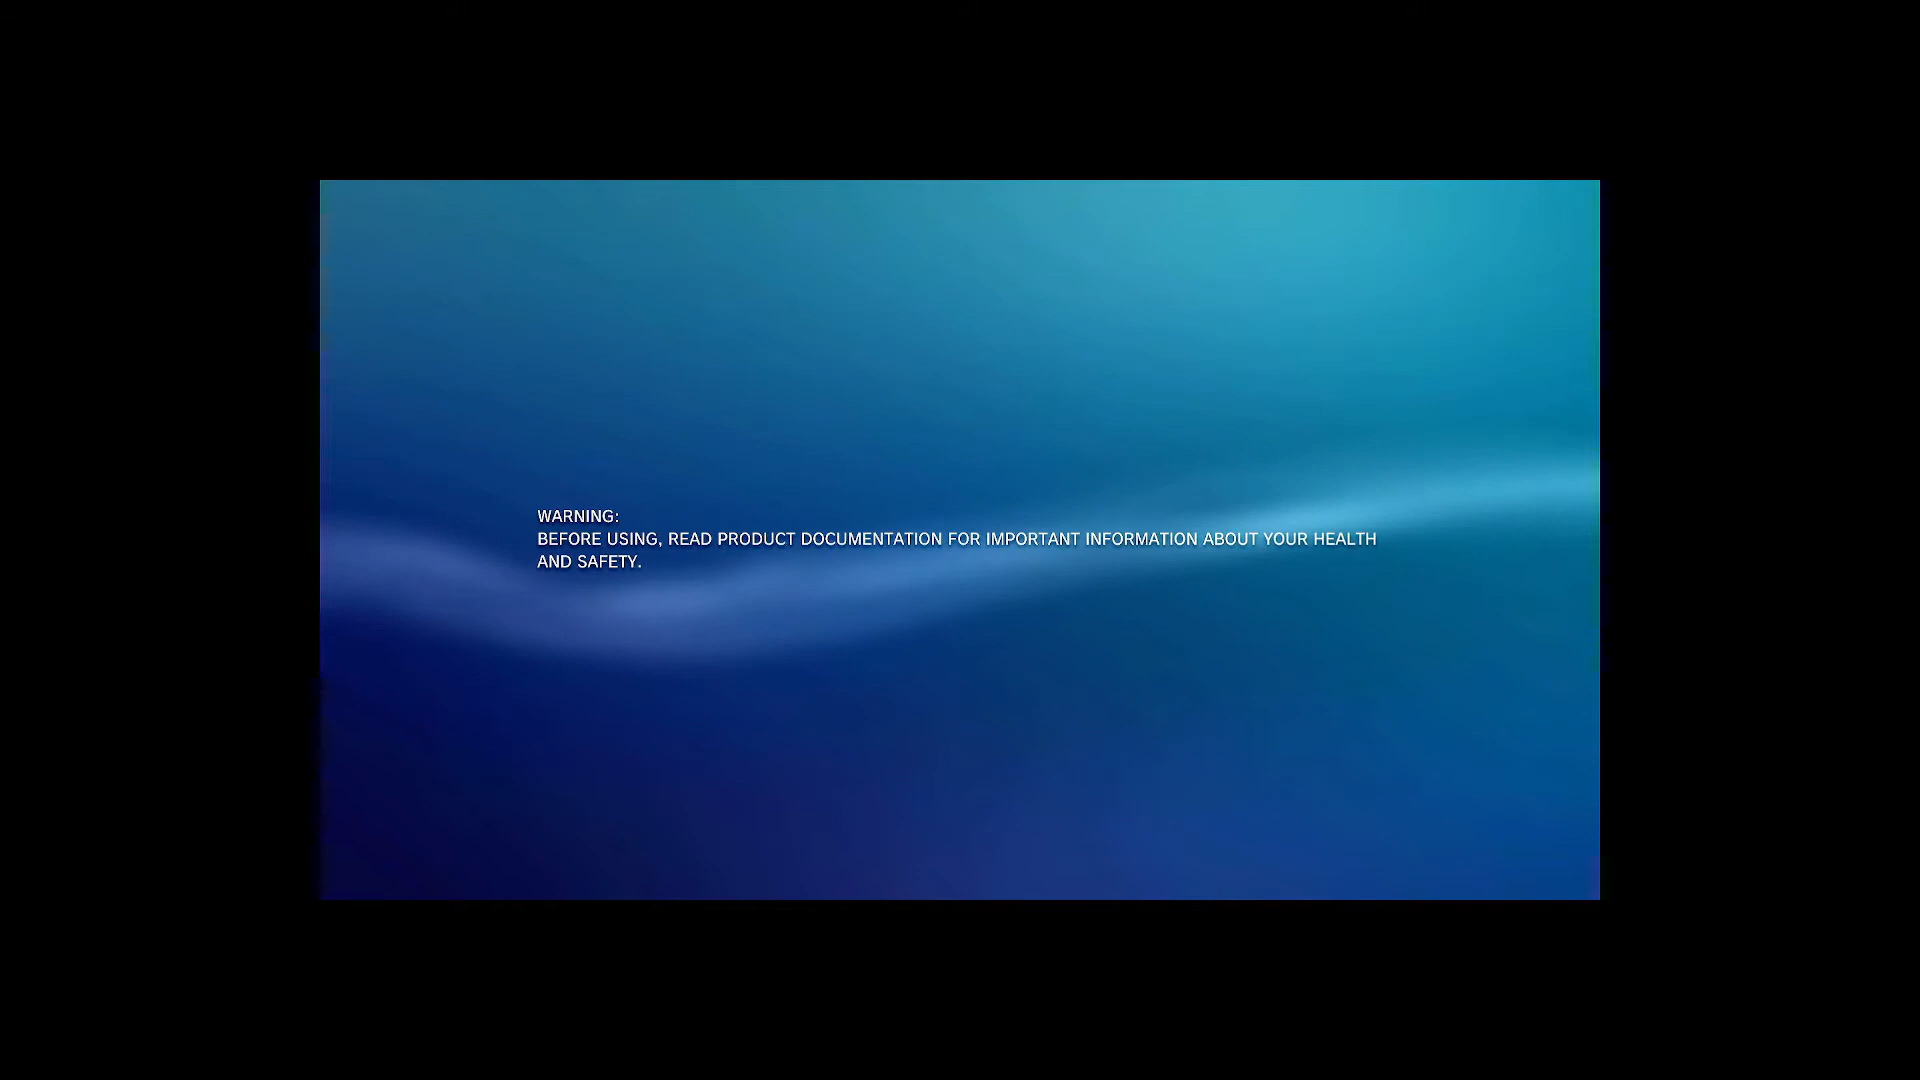 WARNING:
BEFORE USING, READ PRODUCT DOCUMENTATION FOR IMPORTANT INFORMATION ABOUT YOUR HEALTH
AND SAFETY.